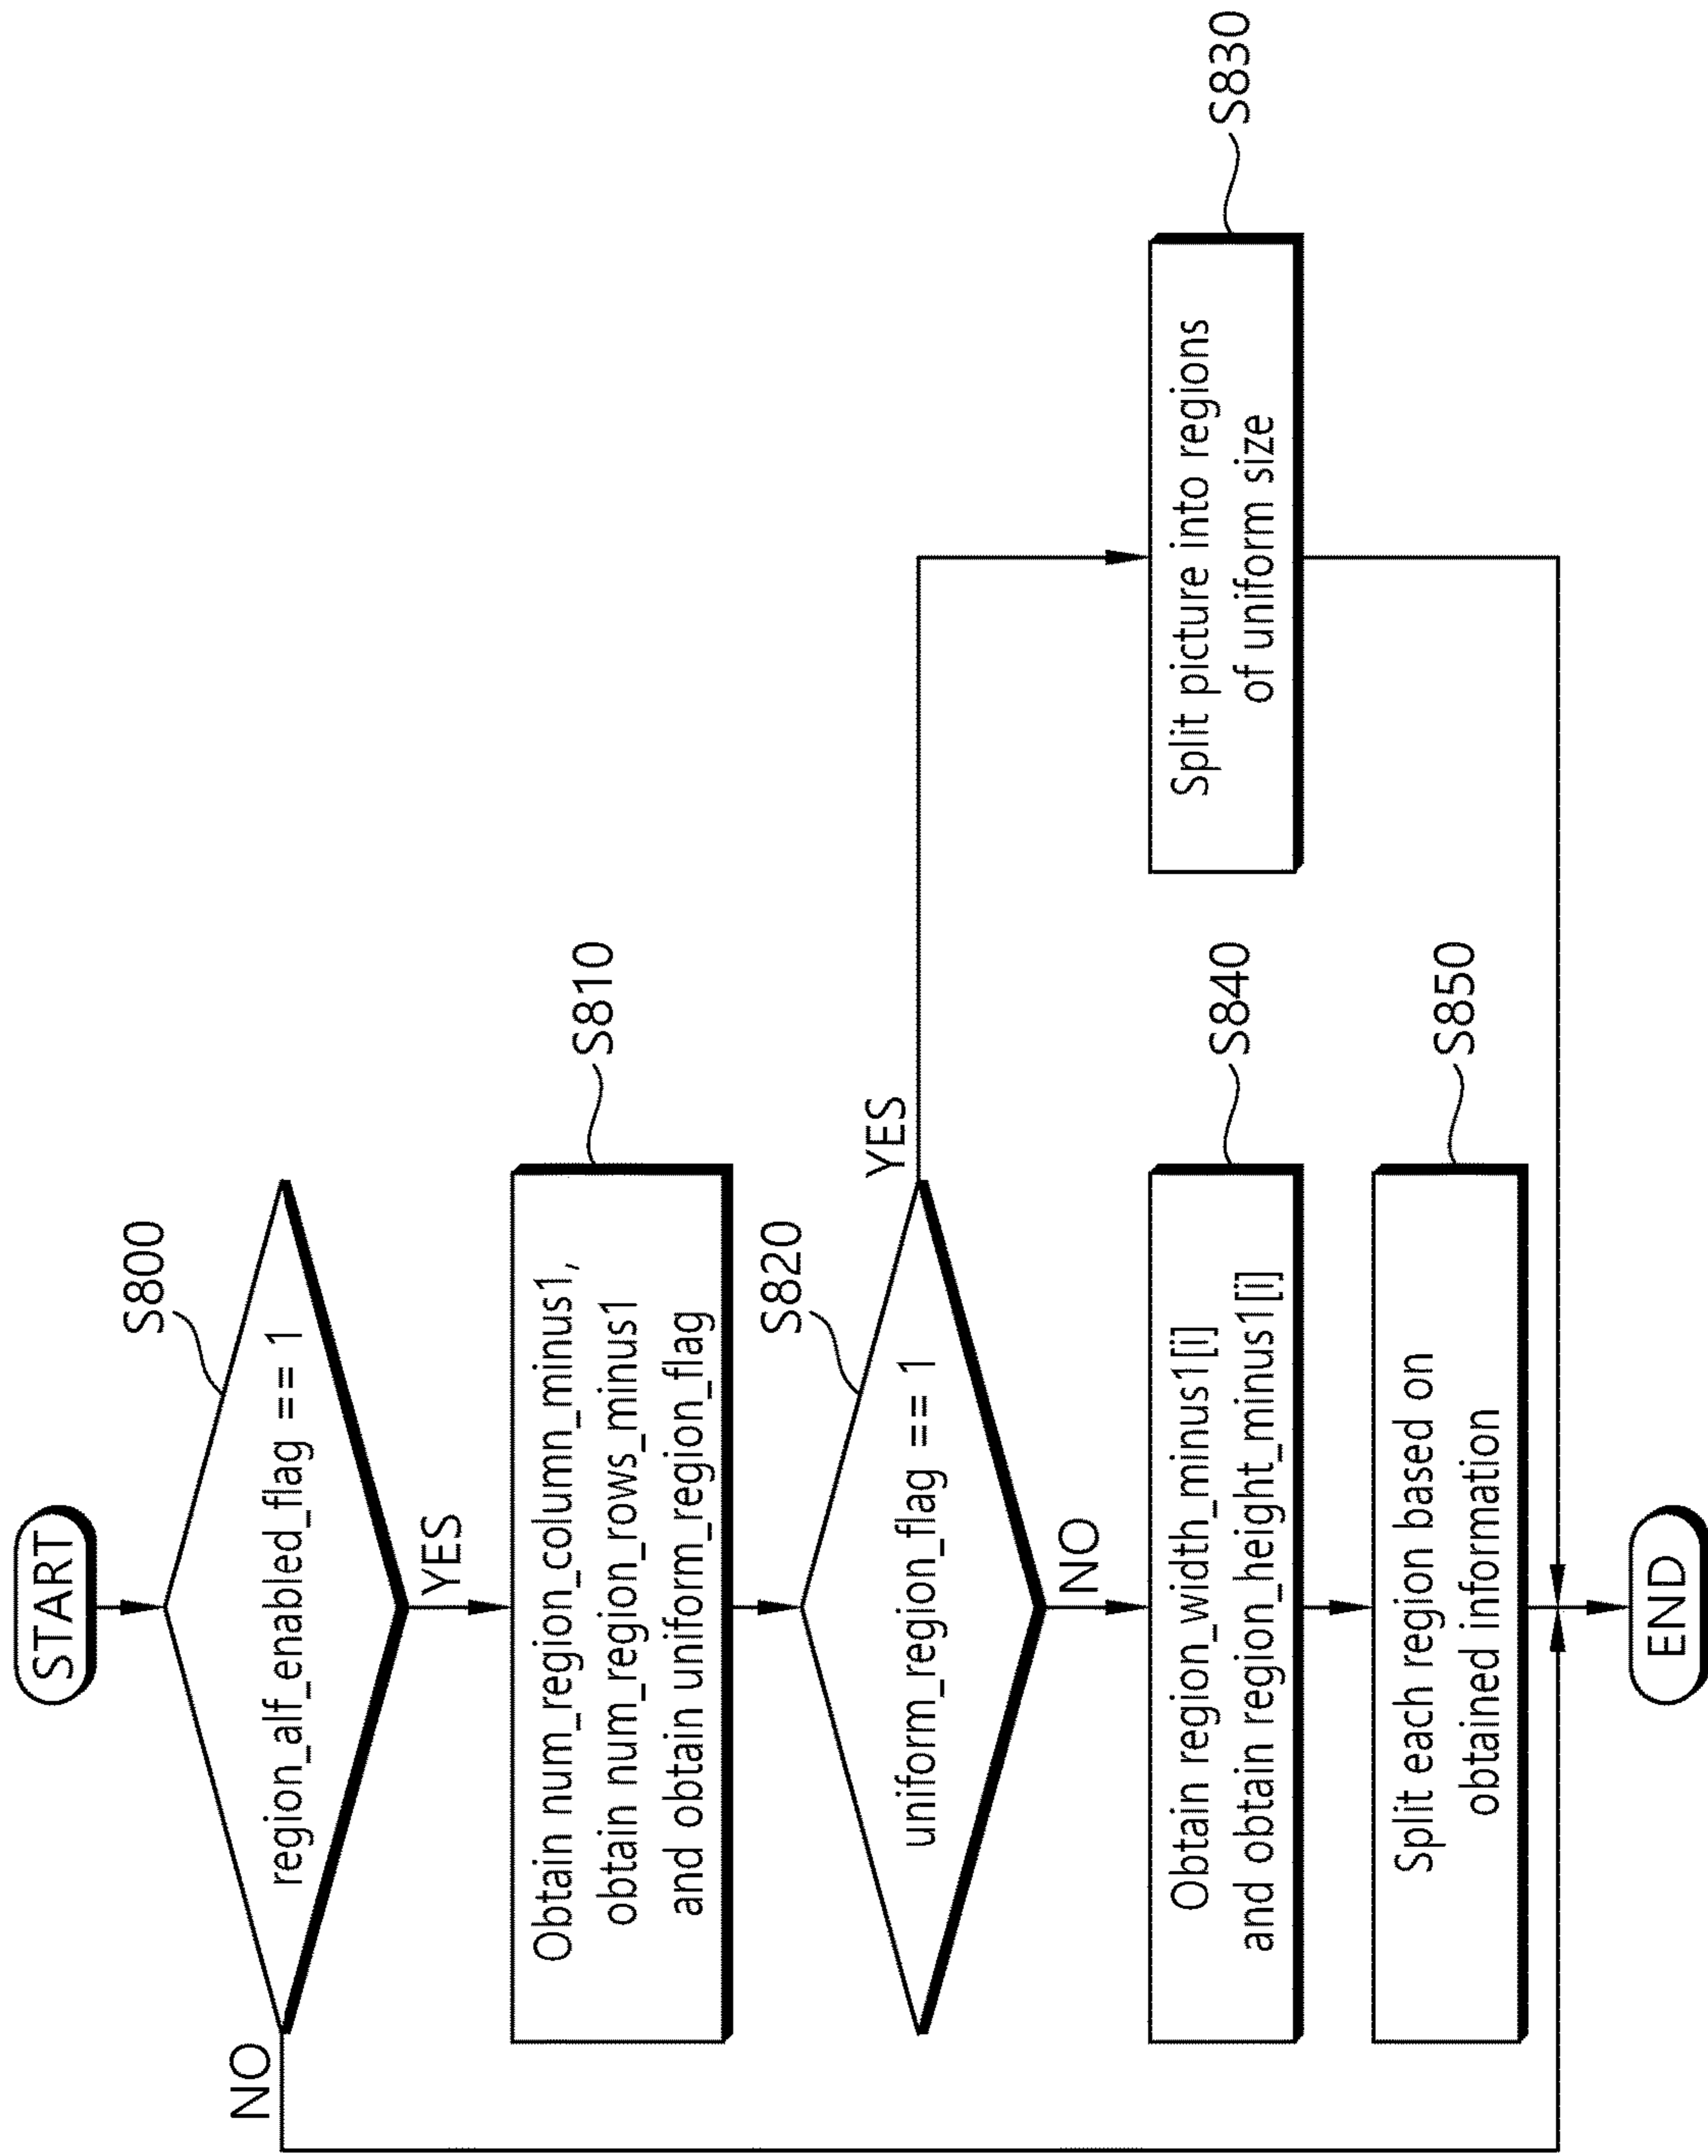 START
S800
region_alf_enabled_flag == 1
NO
YES
S810
Obtain num_region_column_minus1,
obtain num_region_rows_minus1
and obtain uniform_region_flag
S820
uniform_region_flag == 1
YES
NO
S840
Obtain region_width_minus1[i]
and obtain region_height_minus1[i]
S830
Split picture into regions
of uniform size
S850
Split each region based on
obtained information
END